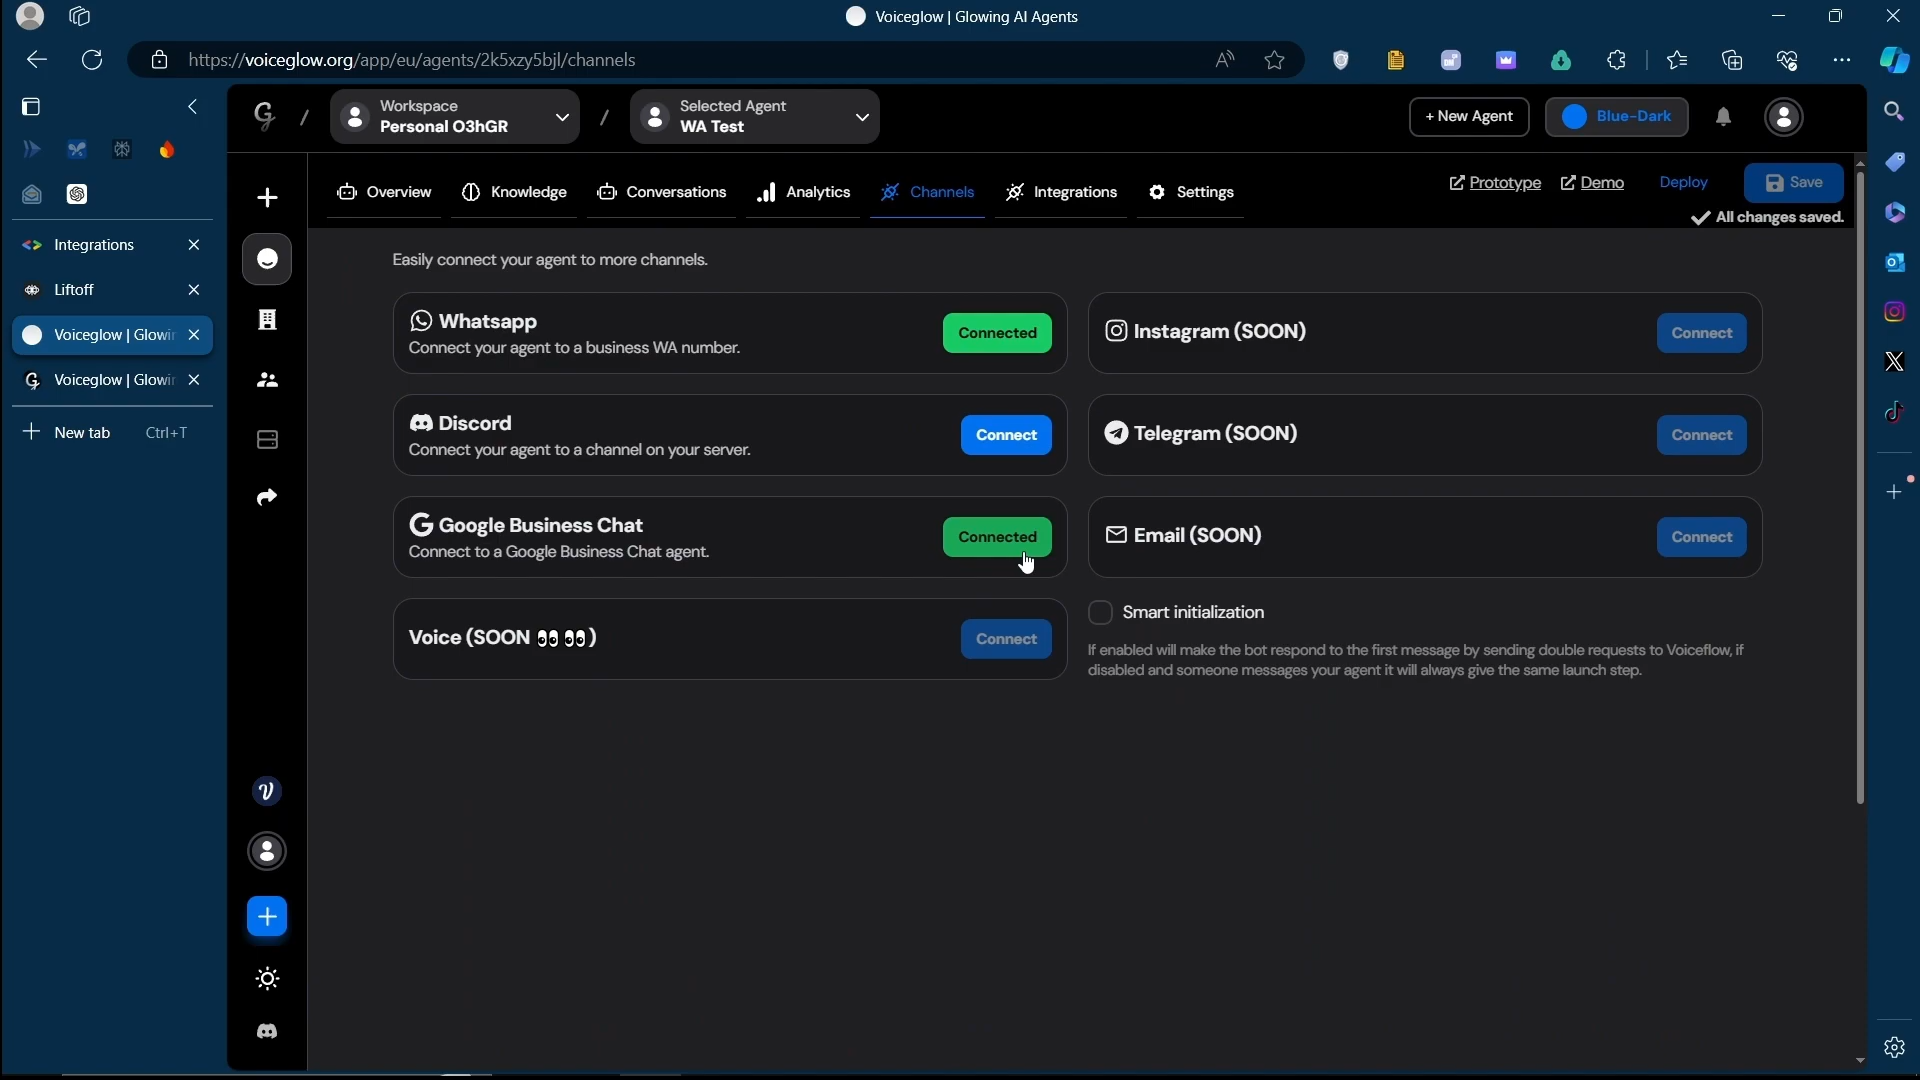 Voiceglow | Glowing AI Agents
https://voiceglow.org/app/eu/agents/2k5xzy5bjl/channels
Integrations
Liftoff
Voiceglow | Glowin
Voiceglow | Glowin
New tab Ctrl+T
Workspace
Personal O3hGR
Selected Agent
WA Test
+ New Agent
Blue-Dark
Overview
Knowledge
Conversations
Analytics
Channels
Integrations
Settings
Prototype
Demo
Deploy
Save
All changes saved.
Easily connect your agent to more channels.
Whatsapp
Connect your agent to a business WA number.
Connected
Instagram (SOON)
Connect
Discord
Connect your agent to a channel on your server.
Connect
Telegram (SOON)
Connect
Google Business Chat
Connect to a Google Business Chat agent.
Connected
Email (SOON)
Connect
Voice (SOON 👀 👀)
Connect
Smart initialization
If enabled will make the bot respond to the first message by sending double requests to Voiceflow, if
disabled and someone messages your agent it will always give the same launch step.